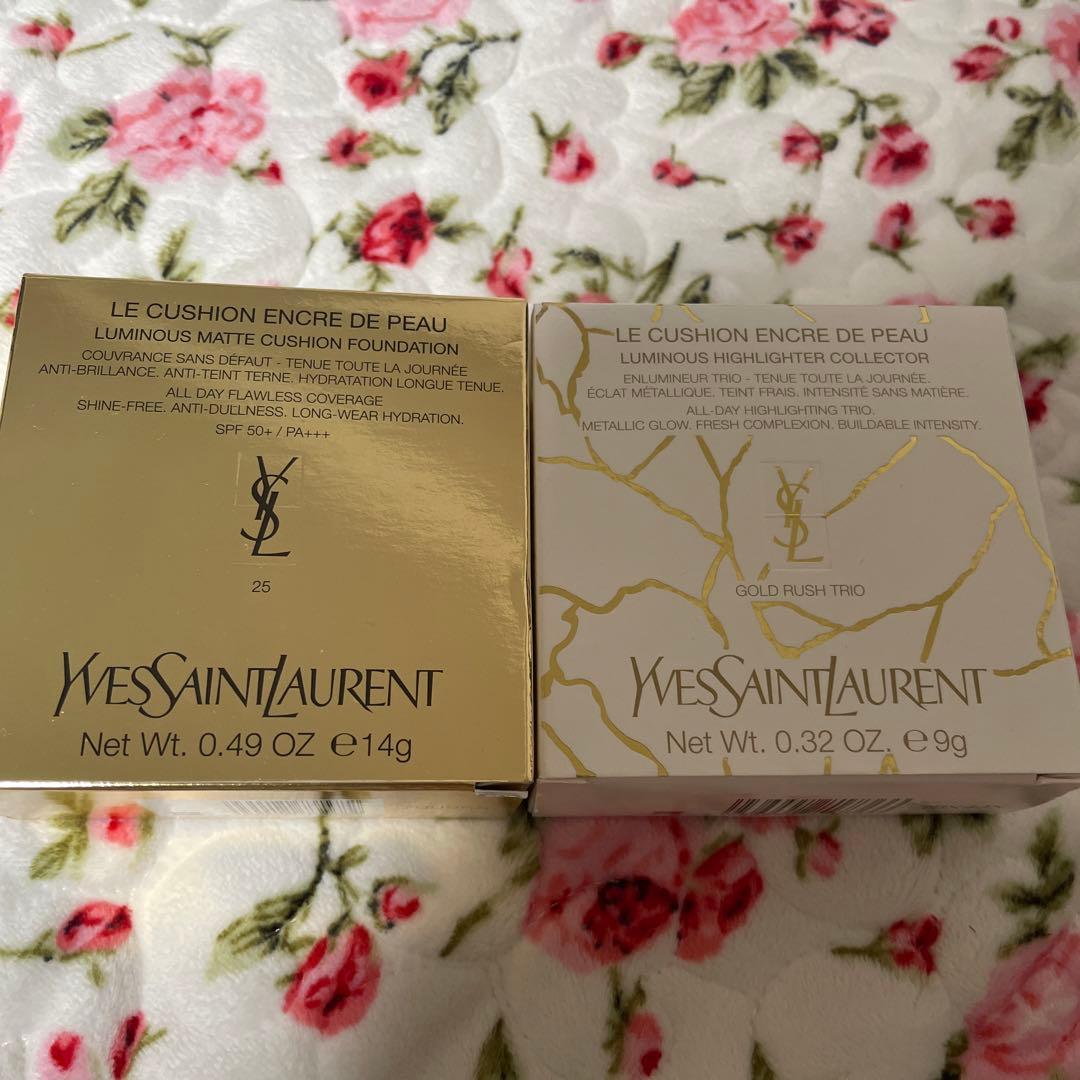 LE CUSHION ENCRE DE PEAU
LUMINOUS MATTE CUSHION FOUNDATION
COUVRANCE SANS DÉFAUT - TENUE TOUTE LA JOURNÉE
ANTI-BRILLANCE. ANTI-TEINT TERNE. HYDRATATION LONGUE TENUE.
ALL DAY FLAWLESS COVERAGE
SHINE-FREE. ANTI-DULLNESS. LONG-WEAR HYDRATION.
SPF 50+ / PA+++
YSL
25
YVESSAINTLAURENT
Net Wt. 0.49 OZ ℮14g
LE CUSHION ENCRE DE PEAU
LUMINOUS HIGHLIGHTER COLLECTOR
ENLUMINEUR TRIO - TENUE TOUTE LA JOURNÉE.
ÉCLAT MÉTALLIQUE. TEINT FRAIS. INTENSITÉ SANS MATIÈRE.
ALL-DAY HIGHLIGHTING TRIO.
METALLIC GLOW. FRESH COMPLEXION. BUILDABLE INTENSITY.
YSL
GOLD RUSH TRIO
YVESSAINTLAURENT
Net Wt. 0.32 OZ. ℮9g